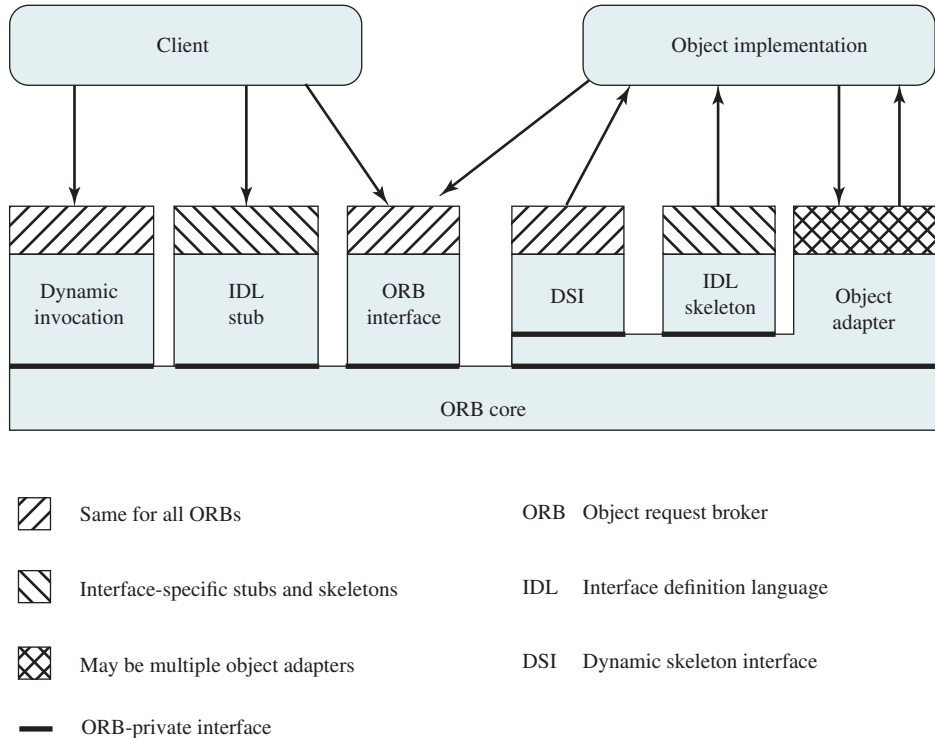 Client
Object implementation
Dynamic
invocation
IDL
stub
ORB
interface
DSI
IDL
skeleton
Object
adapter
ORB core
Same for all ORBs
Interface-specific stubs and skeletons
May be multiple object adapters
ORB-private interface
ORB Object request broker
IDL Interface definition language
DSI Dynamic skeleton interface